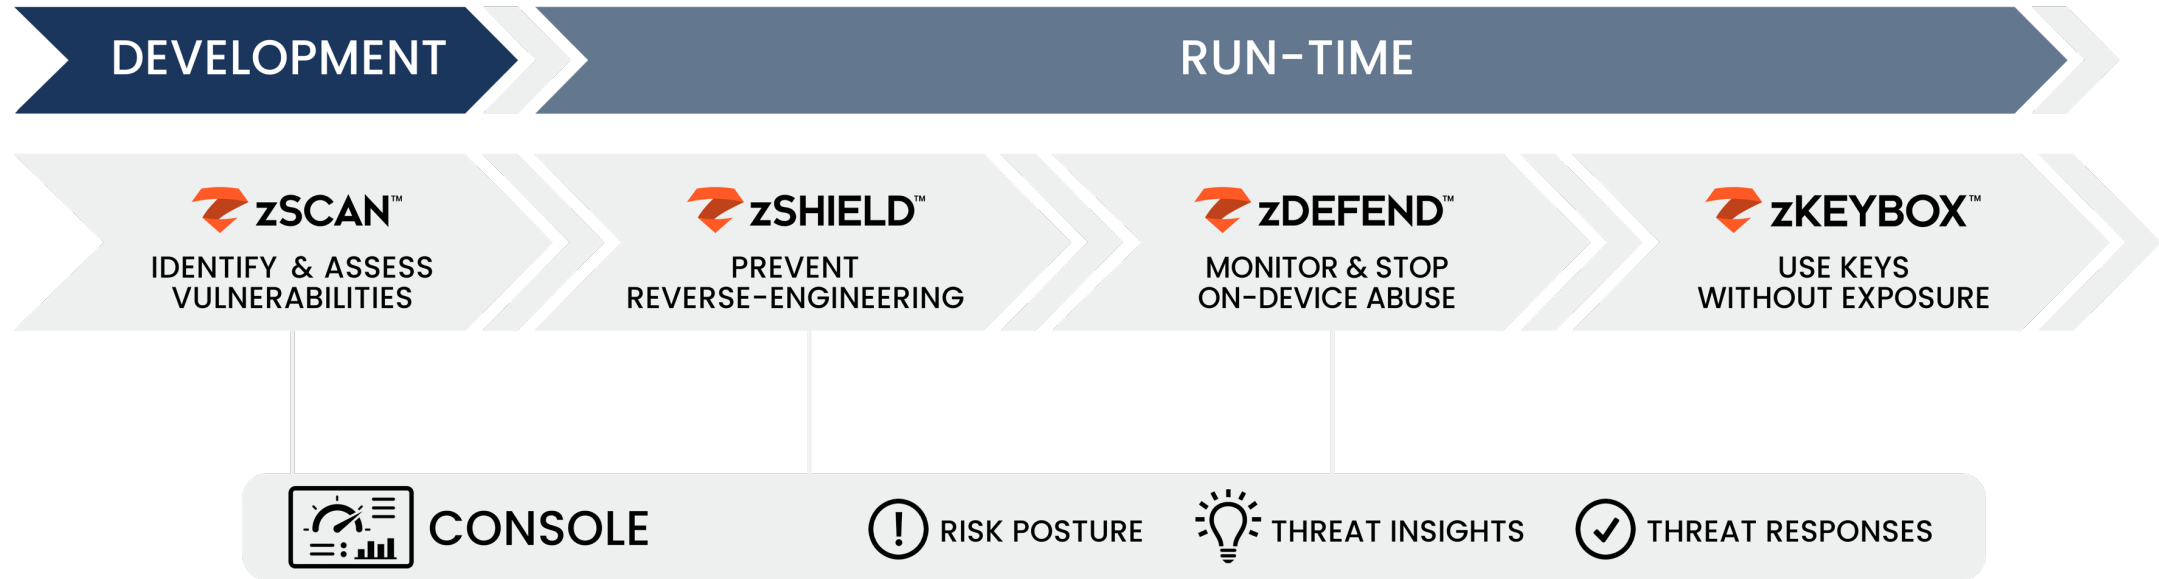 DEVELOPMENT
RUN-TIME
zSCAN™
IDENTIFY & ASSESS
VULNERABILITIES
zSHIELD™
PREVENT
REVERSE-ENGINEERING
zDEFEND™
MONITOR & STOP
ON-DEVICE ABUSE
zKEYBOX™
USE KEYS
WITHOUT EXPOSURE
CONSOLE
RISK POSTURE
THREAT INSIGHTS
THREAT RESPONSES